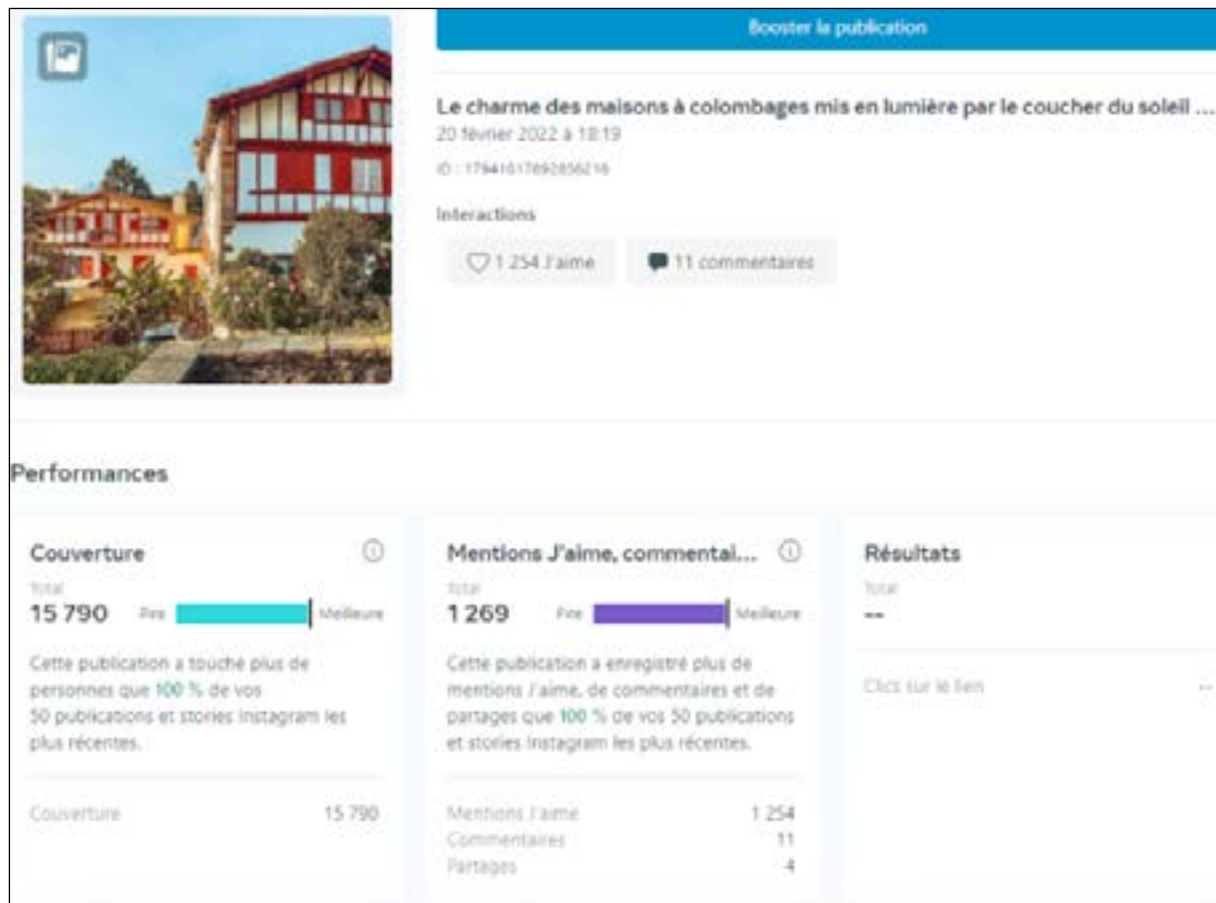 Booster la publication
Le charme des maisons à colombages mis en lumière par le coucher du soleil ...
20 février 2022 à 18:19
ID : 17941617692856216
Interactions
1 254 J'aime
11 commentaires
Performances
Couverture
Total
15 790 Pire Meilleure
Cette publication a touché plus de
personnes que 100 % de vos
50 publications et stories Instagram les
plus récentes.
Couverture 15 790
Mentions J'aime, commentai...
Total
1 269 Pire Meilleure
Cette publication a enregistré plus de
mentions J'aime, de commentaires et de
partages que 100 % de vos 50 publications
et stories Instagram les plus récentes.
Mentions J'aime 1 254
Commentaires 11
Partages 4
Résultats
Total
--
Clics sur le lien --